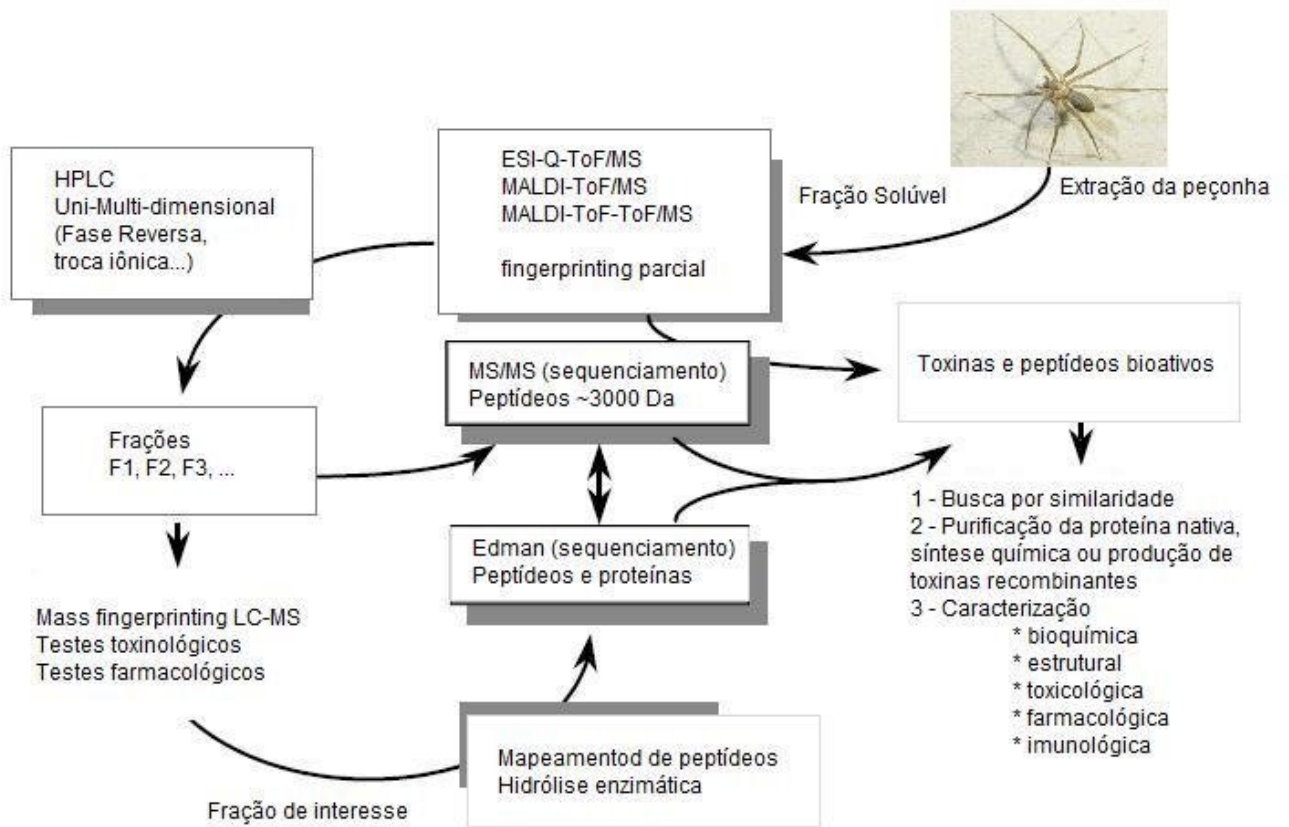 HPLC
Uni-Multi-dimensional
(Fase Reversa,
troca iônica...)
ESI-Q-ToF/MS
MALDI-ToF/MS
MALDI-ToF-ToF/MS
fingerprinting parcial
Fração Solúvel
Extração da peçonha
MS/MS (sequenciamento)
Peptídeos ~3000 Da
Toxinas e peptídeos bioativos
Frações
F1, F2, F3, ...
Edman (sequenciamento)
Peptídeos e proteínas
1 - Busca por similaridade
2 - Purificação da proteína nativa,
síntese química ou produção de
toxinas recombinantes
3 - Caracterização
* bioquímica
* estrutural
* toxicológica
* farmacológica
* imunológica
Mass fingerprinting LC-MS
Testes toxinológicos
Testes farmacológicos
Mapeamentod de peptídeos
Hidrólise enzimática
Fração de interesse